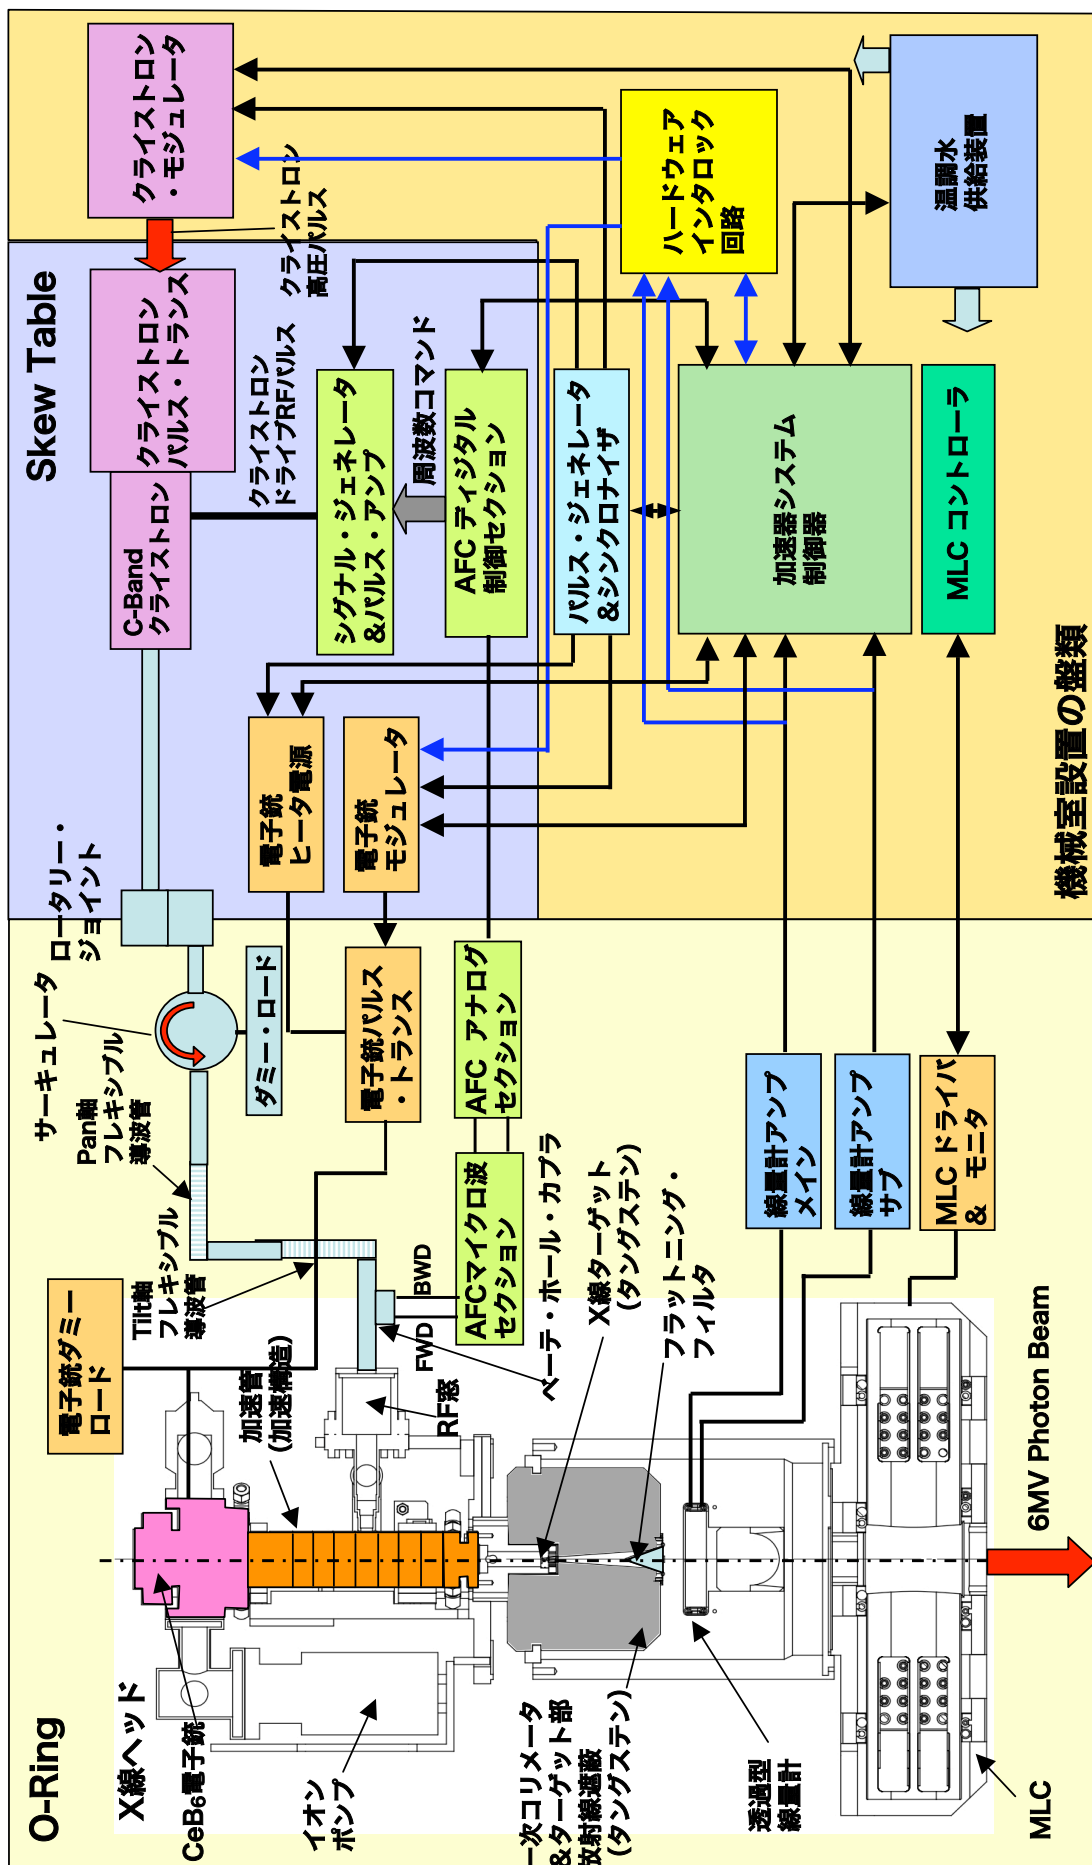 O-Ring
X線ヘッド
CeB₆電子銃
イオン
ポンプ
一次コリメータ
&ターゲット部
放射線遮蔽
(タングステン)
透過型
線量計
MLC
6MV Photon Beam
電子銃ダミー
ロード
加速管
(加速構造)
RF窓
Tilt軸
フレキシブル
導波管
Pan軸
フレキシブル
導波管
サーキュレータ
ロータリー・
ジョイント
ダミー・ロード
電子銃パルス
・トランス
FWD
BWD
AFCマイクロ波
セクション
AFC アナログ
セクション
ベーテ・ホール・カプラ
X線ターゲット
(タングステン)
フラットニング・
フィルタ
線量計アンプ
メイン
線量計アンプ
サブ
MLC ドライバ
& モニタ
Skew Table
C-Band
クライストロン
クライストロン
パルス・トランス
クライストロン
・モジュレータ
クライストロン
高圧パルス
クライストロン
ドライブRFパルス
シグナル・ジェネレータ
&パルス・アンプ
周波数コマンド
AFC ディジタル
制御セクション
パルス・ジェネレータ
&シンクロナイザ
電子銃
ヒータ電源
電子銃
モジュレータ
ハードウェア
インタロック
回路
加速器システム
制御器
MLC コントローラ
温調水
供給装置
機械室設置の盤類